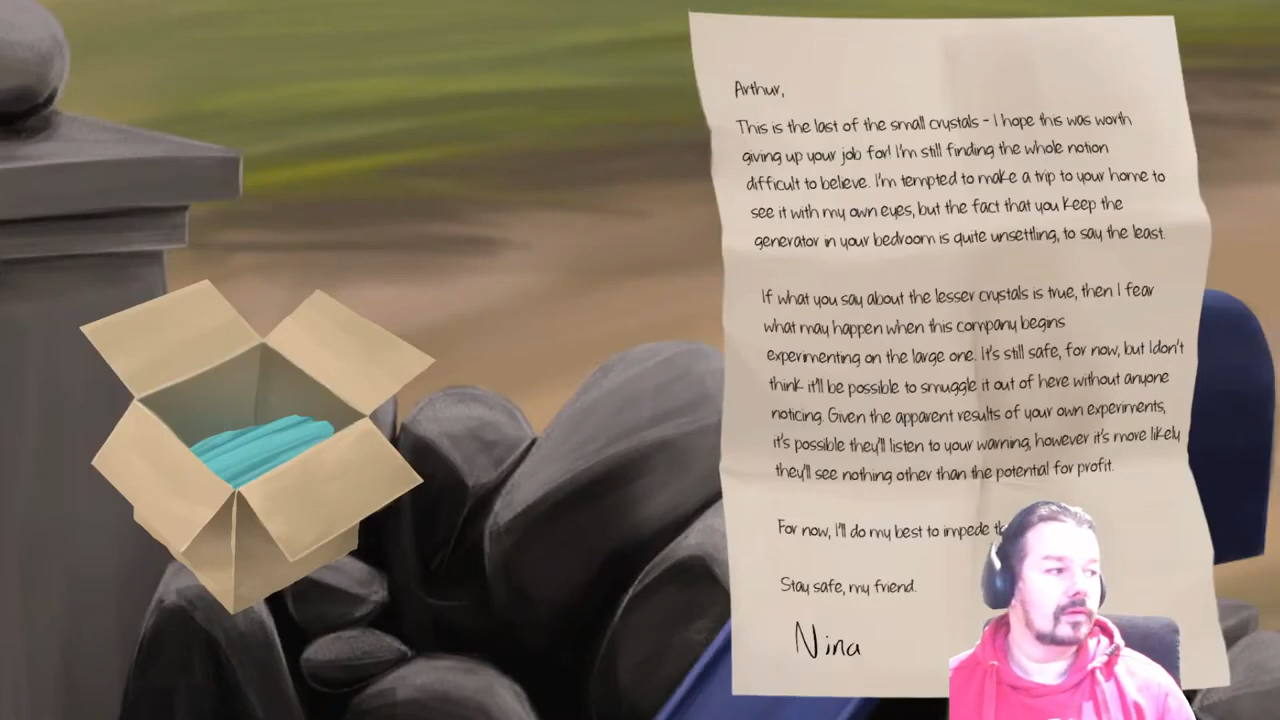 Arthur,
This is the last of the small crystals - I hope this was worth
giving up your job for! I'm still finding the whole notion
difficult to believe. I'm tempted to make a trip to your home to
see it with my own eyes, but the fact that you keep the
generator in your bedroom is quite unsettling, to say the least.
If what you say about the lesser crystals is true, then I fear
what may happen when this company begins
experimenting on the large one. It's still safe, for now, but I don't
think it'll be possible to smuggle it out of here without anyone
noticing. Given the apparent results of your own experiments,
it's possible they'll listen to your warning, however it's more likely
they'll see nothing other than the potential for profit.
For now, I'll do my best to impede
Stay safe, my friend.
Nina